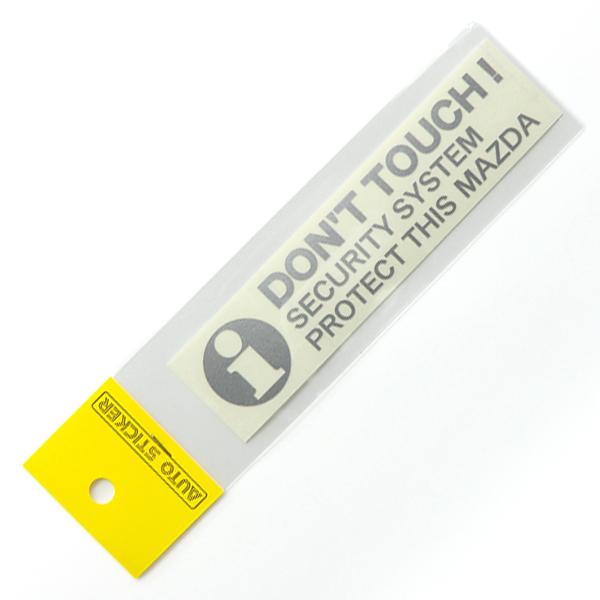 DON'T TOUCH!
SECURITY SYSTEM
PROTECT THIS MAZDA
i
AUTO STICKER